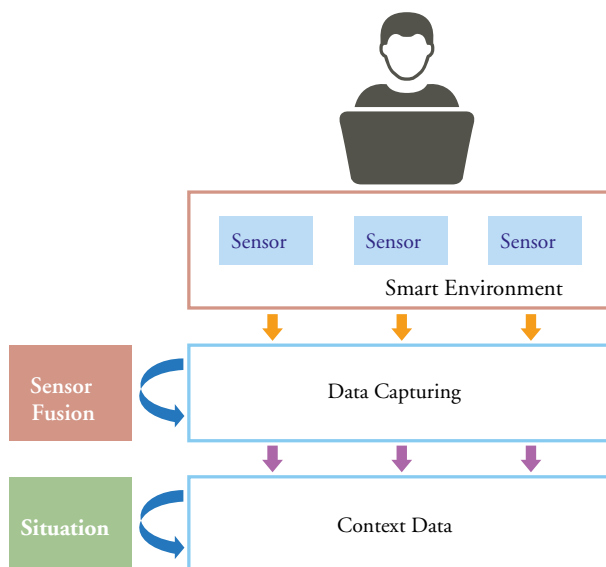 Sensor
Sensor
Sensor
Smart Environment
Sensor
Fusion
Data Capturing
Situation
Context Data